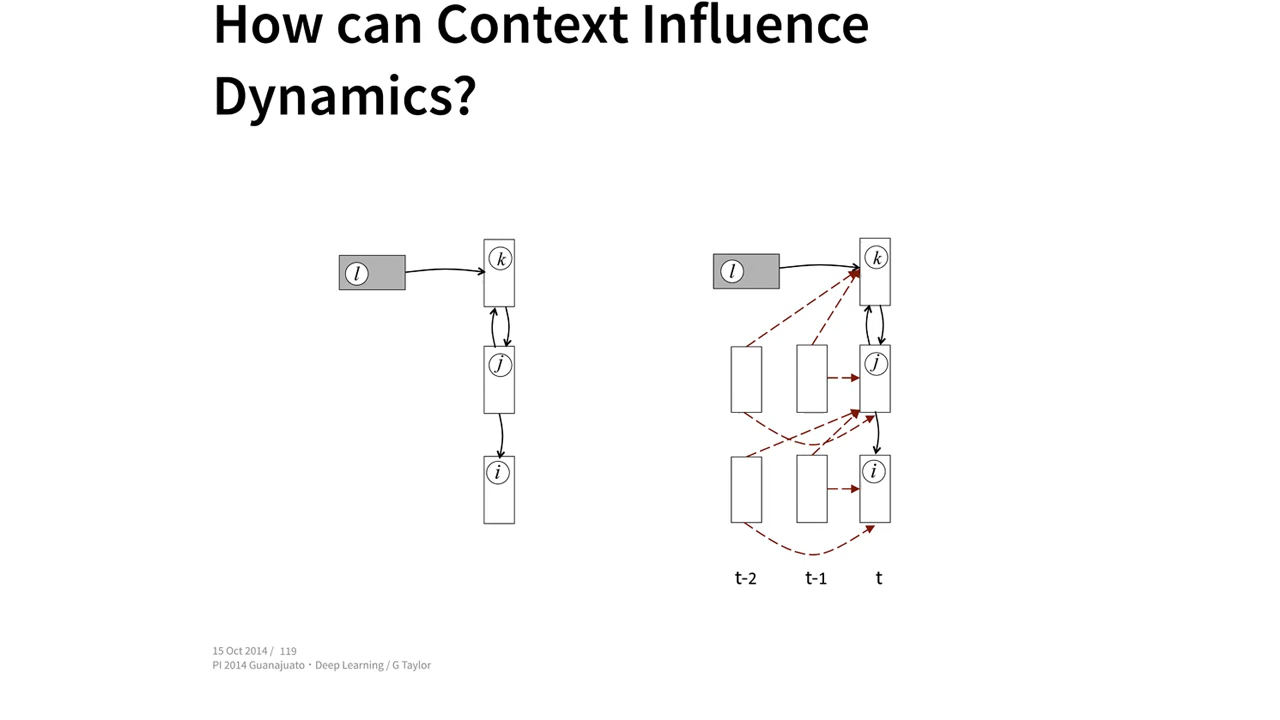 How can Context Influence
Dynamics?
l
k
j
i
l
k
j
i
t-2 t-1 t
15 Oct 2014 / 119
PI 2014 Guanajuato · Deep Learning / G Taylor